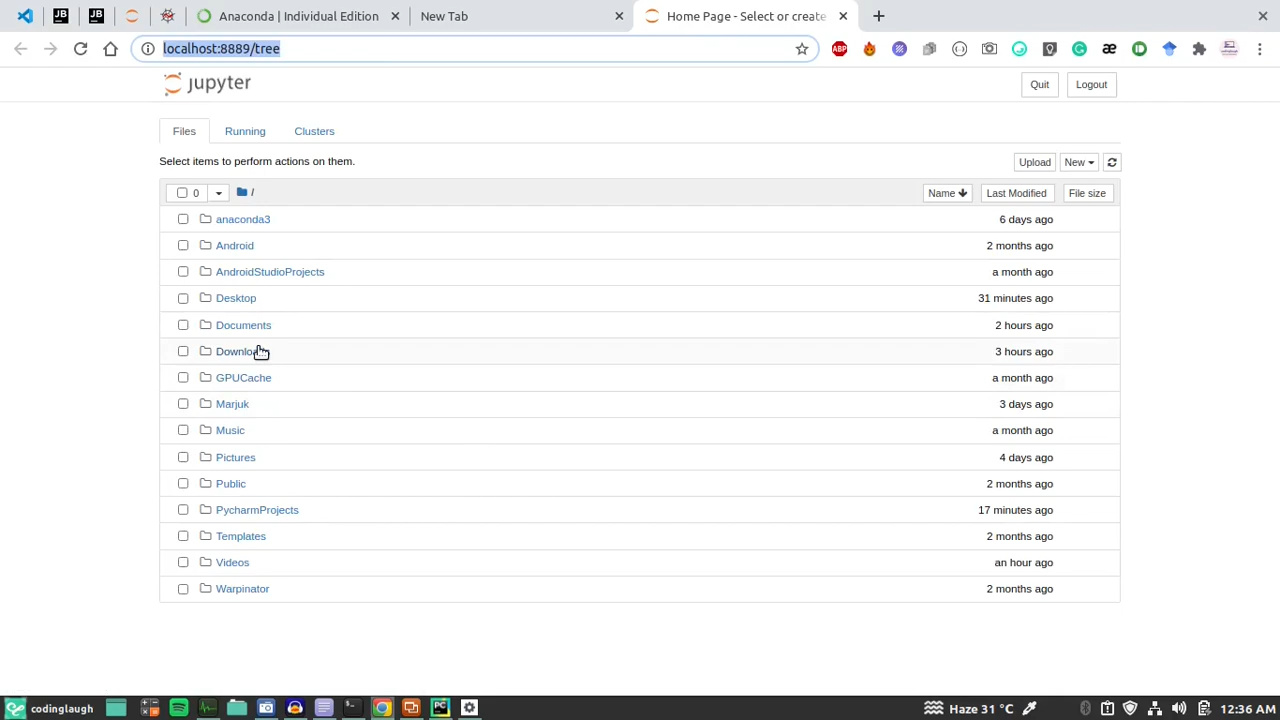 JB
JB
Anaconda | Individual Edition
New Tab
Home Page - Select or create
localhost:8889/tree
ABP
æ
jupyter
Quit
Logout
Files
Running
Clusters
Select items to perform actions on them.
Upload
New
0
/
Name
Last Modified
File size
anaconda3
6 days ago
Android
2 months ago
AndroidStudioProjects
a month ago
Desktop
31 minutes ago
Documents
2 hours ago
3 hours ago
GPUCache
a month ago
Marjuk
3 days ago
Music
a month ago
Pictures
4 days ago
Public
2 months ago
PycharmProjects
17 minutes ago
Templates
2 months ago
Videos
an hour ago
Warpinator
2 months ago
codinglaugh
PC
Haze 31 °C
12:36 AM